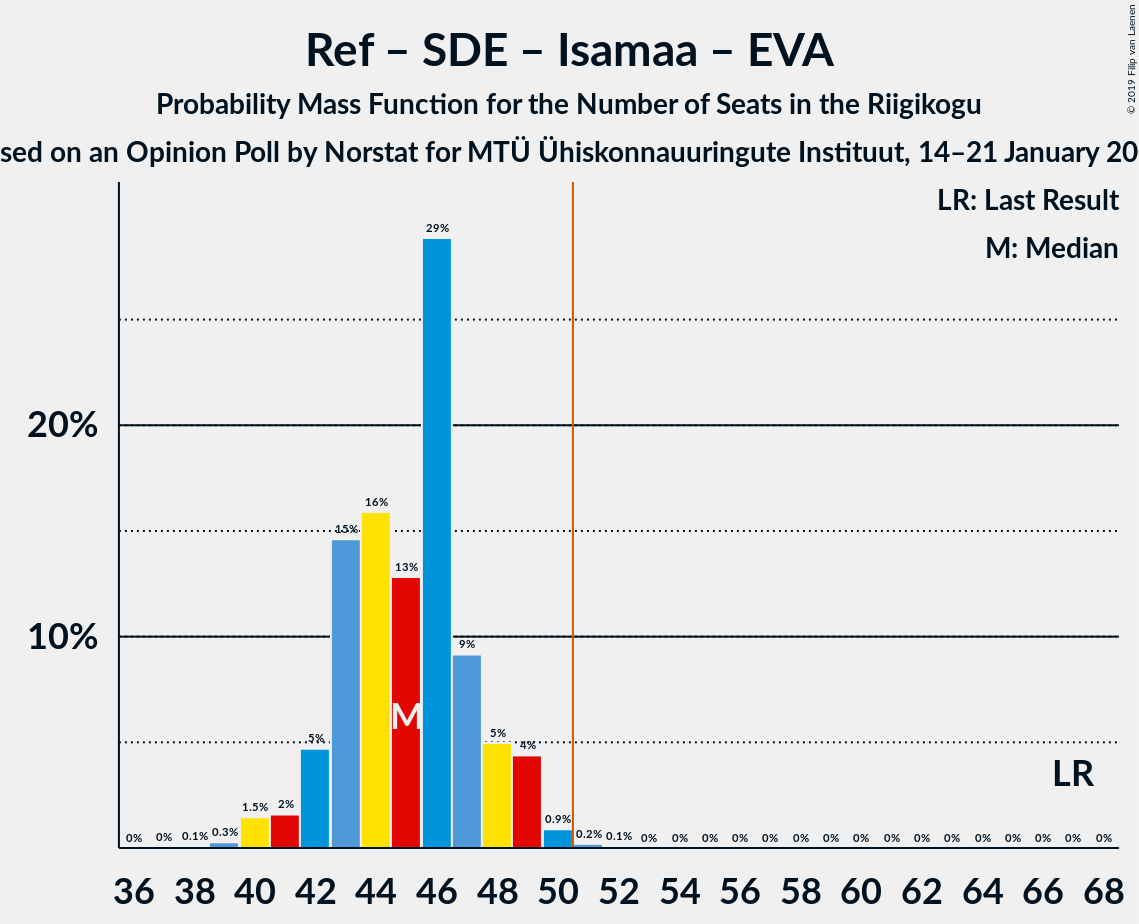 Ref – SDE – Isamaa – EVA
Probability Mass Function for the Number of Seats in the Riigikogu
sed on an Opinion Poll by Norstat for MTÜ Ühiskonnauuringute Instituut, 14–21 January 20
© 2019 Filip van Laenen
LR: Last Result
M: Median
20%
10%
0% 0% 0.1% 0.3% 1.5% 2% 5% 15% 16% 13% 29% 9% 5% 4% 0.9% 0.2% 0.1% 0% 0% 0% 0% 0% 0% 0% 0% 0% 0% 0% 0% 0% 0% 0% 0%
M
LR
36 38 40 42 44 46 48 50 52 54 56 58 60 62 64 66 68